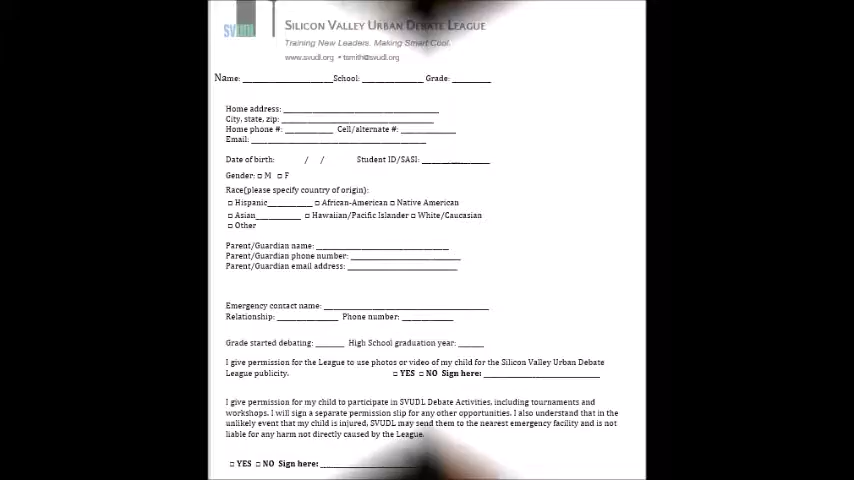 SVUDL
SILICON VALLEY URBAN DEBATE LEAGUE
Training New Leaders. Making Smart Cool.
www.svudl.org • tsmith@svudl.org
Name: ____________________School: ______________ Grade: _________
Home address: ___________________________________
City, state, zip: ___________________________________
Home phone #: ___________ Cell/alternate #: ____________
Email: ________________________________________
Date of birth: / / Student ID/SASI: ________________
Gender: □ M □ F
Race(please specify country of origin):
□ Hispanic__________ □ African-American □ Native American
□ Asian__________ □ Hawaiian/Pacific Islander □ White/Caucasian
□ Other
Parent/Guardian name: ______________________________
Parent/Guardian phone number: _________________________
Parent/Guardian email address: _________________________
Emergency contact name: _____________________________________
Relationship: ______________ Phone number: ____________
Grade started debating: _______ High School graduation year: ______
I give permission for the League to use photos or video of my child for the Silicon Valley Urban Debate
League publicity. □ YES □ NO Sign here: __________________________
I give permission for my child to participate in SVUDL Debate Activities, including tournaments and
workshops. I will sign a separate permission slip for any other opportunities. I also understand that in the
unlikely event that my child is injured, SVUDL may send them to the nearest emergency facility and is not
liable for any harm not directly caused by the League.
□ YES □ NO Sign here: ______________________